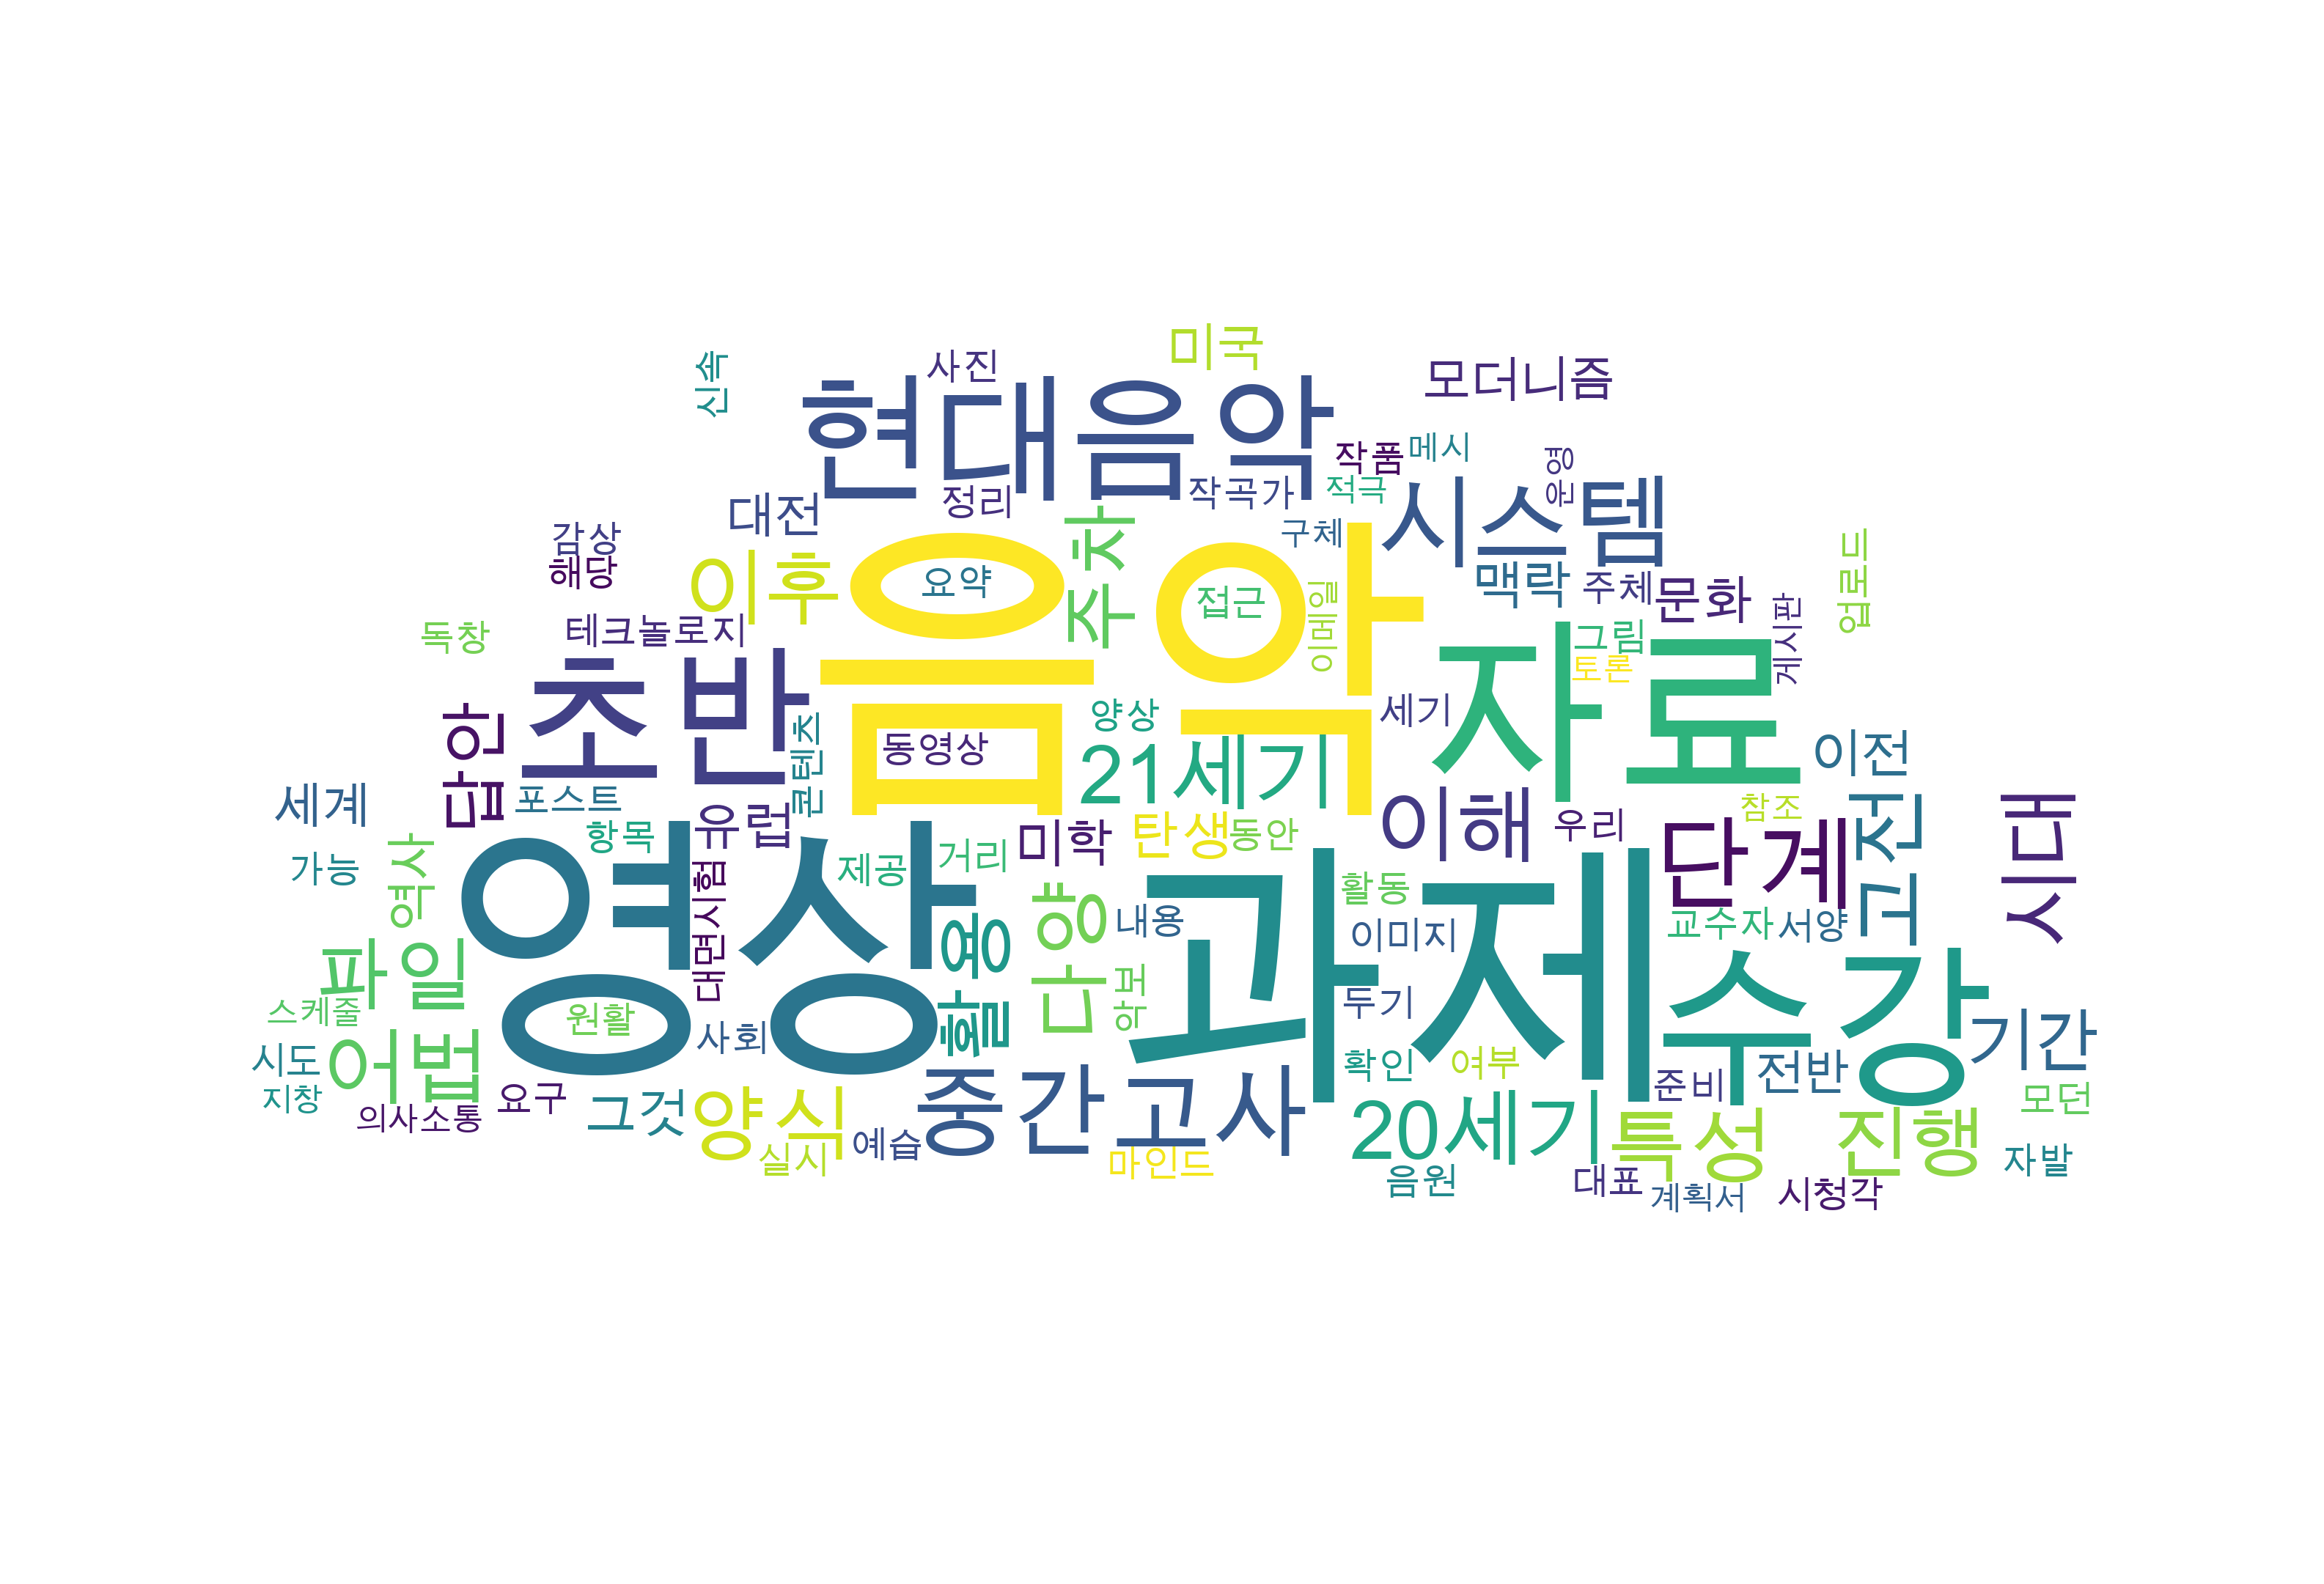 미국
신속
사진
모더니즘
현대음악
작품
메시
운영
정리
작곡가
적극
시스템
대전
주차
구체
감상
해당
이후
음악
요약
접근
이메일
맥락
주체
문화
게시판
업로드
독창
테크놀로지
그림
토론
자료
초반
답안
콘텐츠
동영상
양상
세기
21세기
이전
세계
포스트
항목
유럽
미학
탄생
동안
이해
우리
참조
단계
고전
시대
가능
역사
영상
대면시험
제공
거리
활동
과제
내용
다양
활용
악보
이미지
교수자
서양
파일
스케줄
원활
사회
두기
수강
기간
시도
어법
지창
의사소통
요구
그것
양식
실시
예습
중간고사
마인드
확인
여부
준비
전반
모던
20세기
특성
진행
자발
음원
대표
계획서
시청각